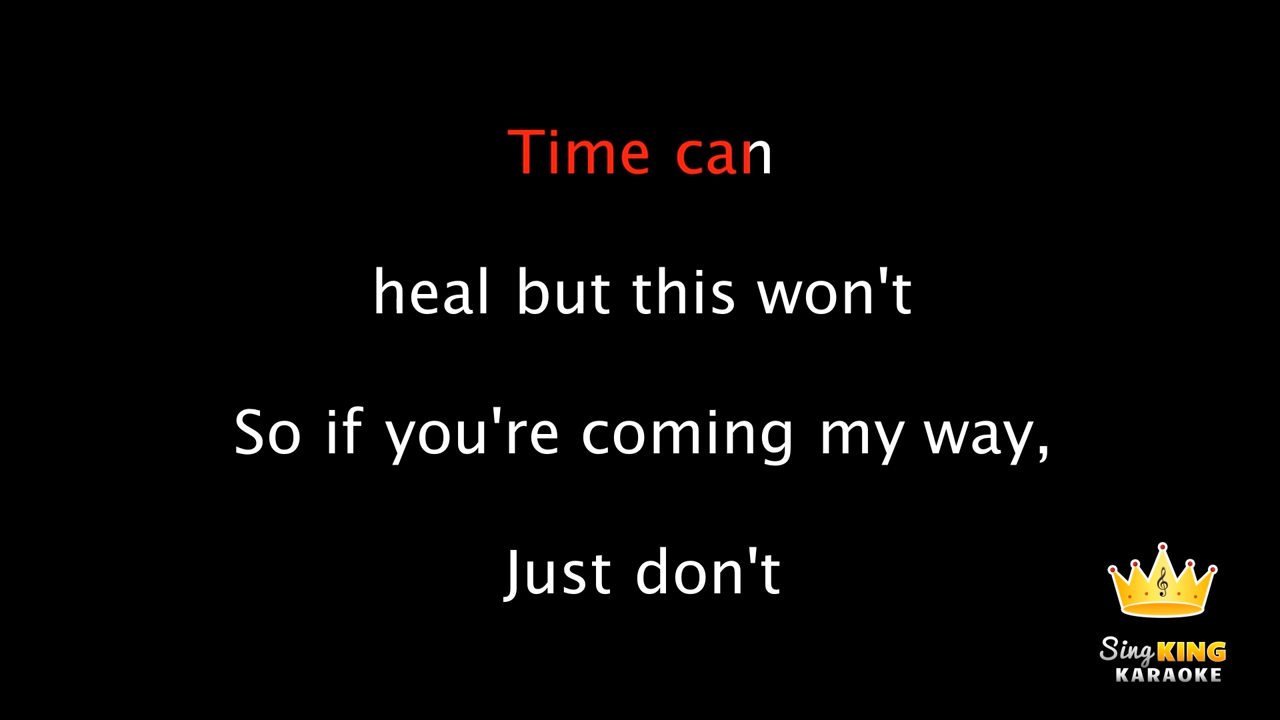 Time can
heal but this won't
So if you're coming my way,
Just don't
Sing KING
KARAOKE